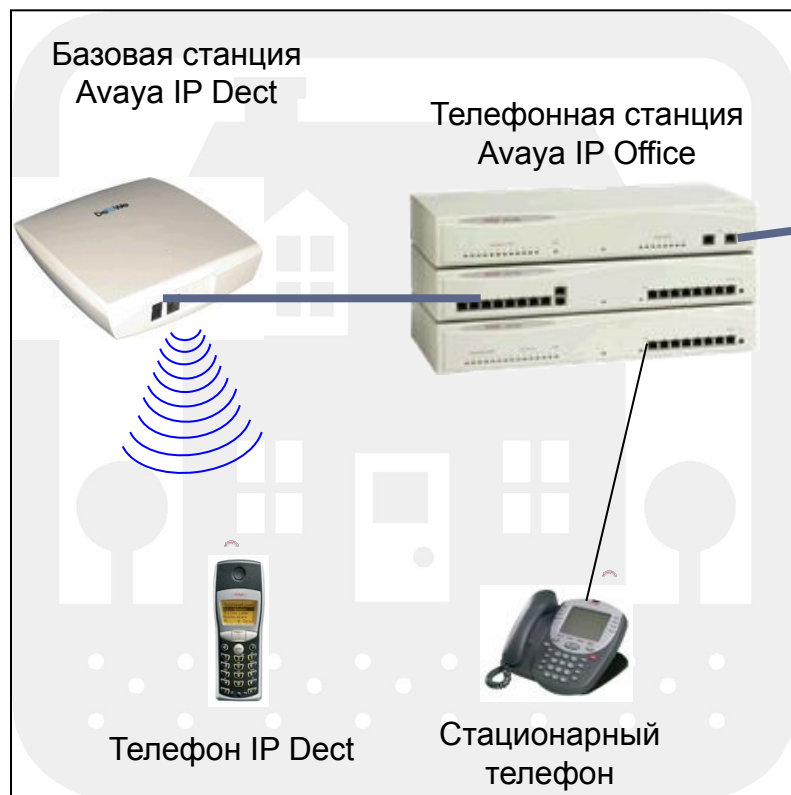 Базовая станция
Avaya IP Dect
Телефонная станция
Avaya IP Office
Телефон IP Dect
Стационарный
телефон